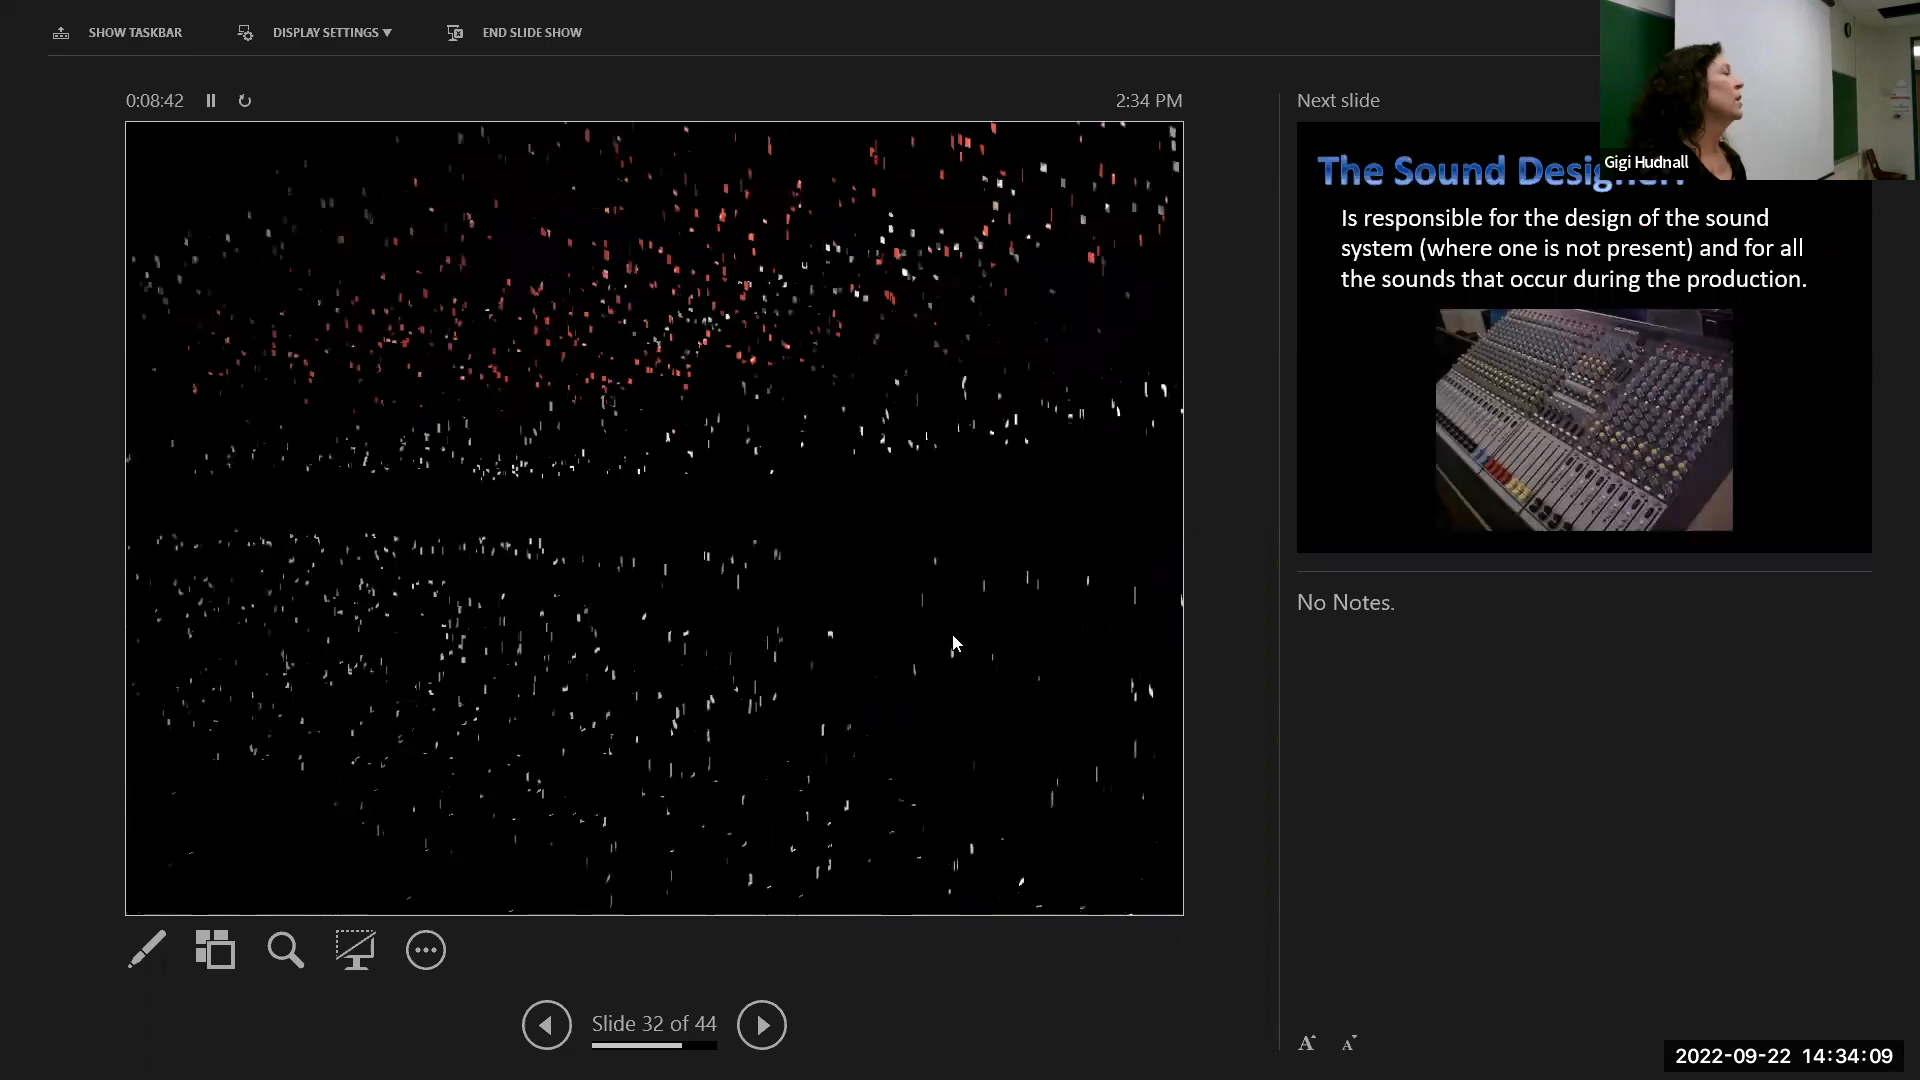 SHOW TASKBAR
DISPLAY SETTINGS ▼
END SLIDE SHOW
0:08:42
2:34 PM
Next slide
Gigi Hudnall
The Sound Designer:
Is responsible for the design of the sound
system (where one is not present) and for all
the sounds that occur during the production.
No Notes.
Slide 32 of 44
A A
2022-09-22 14:34:09